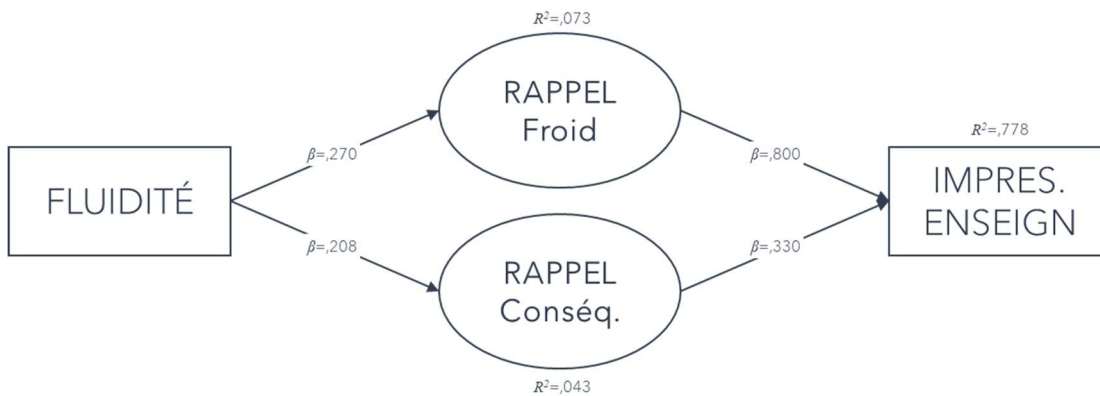 R²=,073
RAPPEL
Froid
β=,270
β=,800
R²=,778
FLUIDITÉ
IMPRES.
ENSEIGN
β=,208
β=,330
RAPPEL
Conséq.
R²=,043